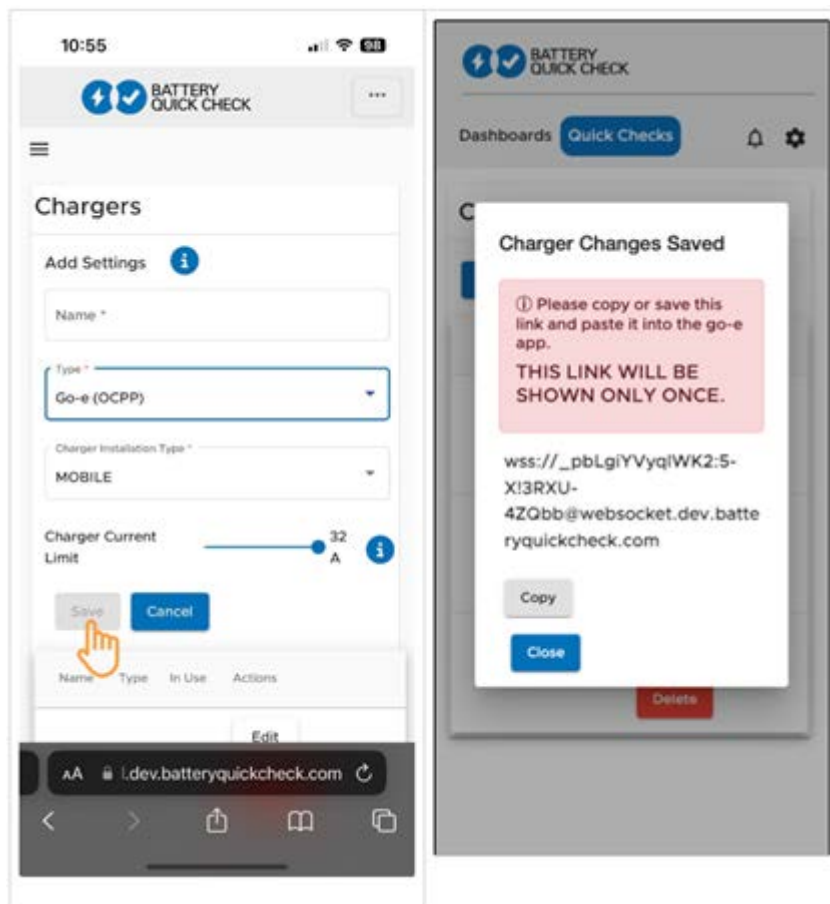 10:55
98
BATTERY
QUICK CHECK
...
Chargers
Add Settings
Name *
Type *
Go-e (OCPP)
Charger Installation Type *
MOBILE
Charger Current
Limit
32
A
Save
Cancel
Name Type In Use Actions
Edit
AA l.dev.batteryquickcheck.com
BATTERY
QUICK CHECK
Dashboards Quick Checks
C
Charger Changes Saved
Please copy or save this
link and paste it into the go-e
app.
THIS LINK WILL BE
SHOWN ONLY ONCE.
wss://_pbLgiYVyqlWK2:5-
X!3RXU-
4ZQbb@websocket.dev.batte
ryquickcheck.com
Copy
Close
Delete